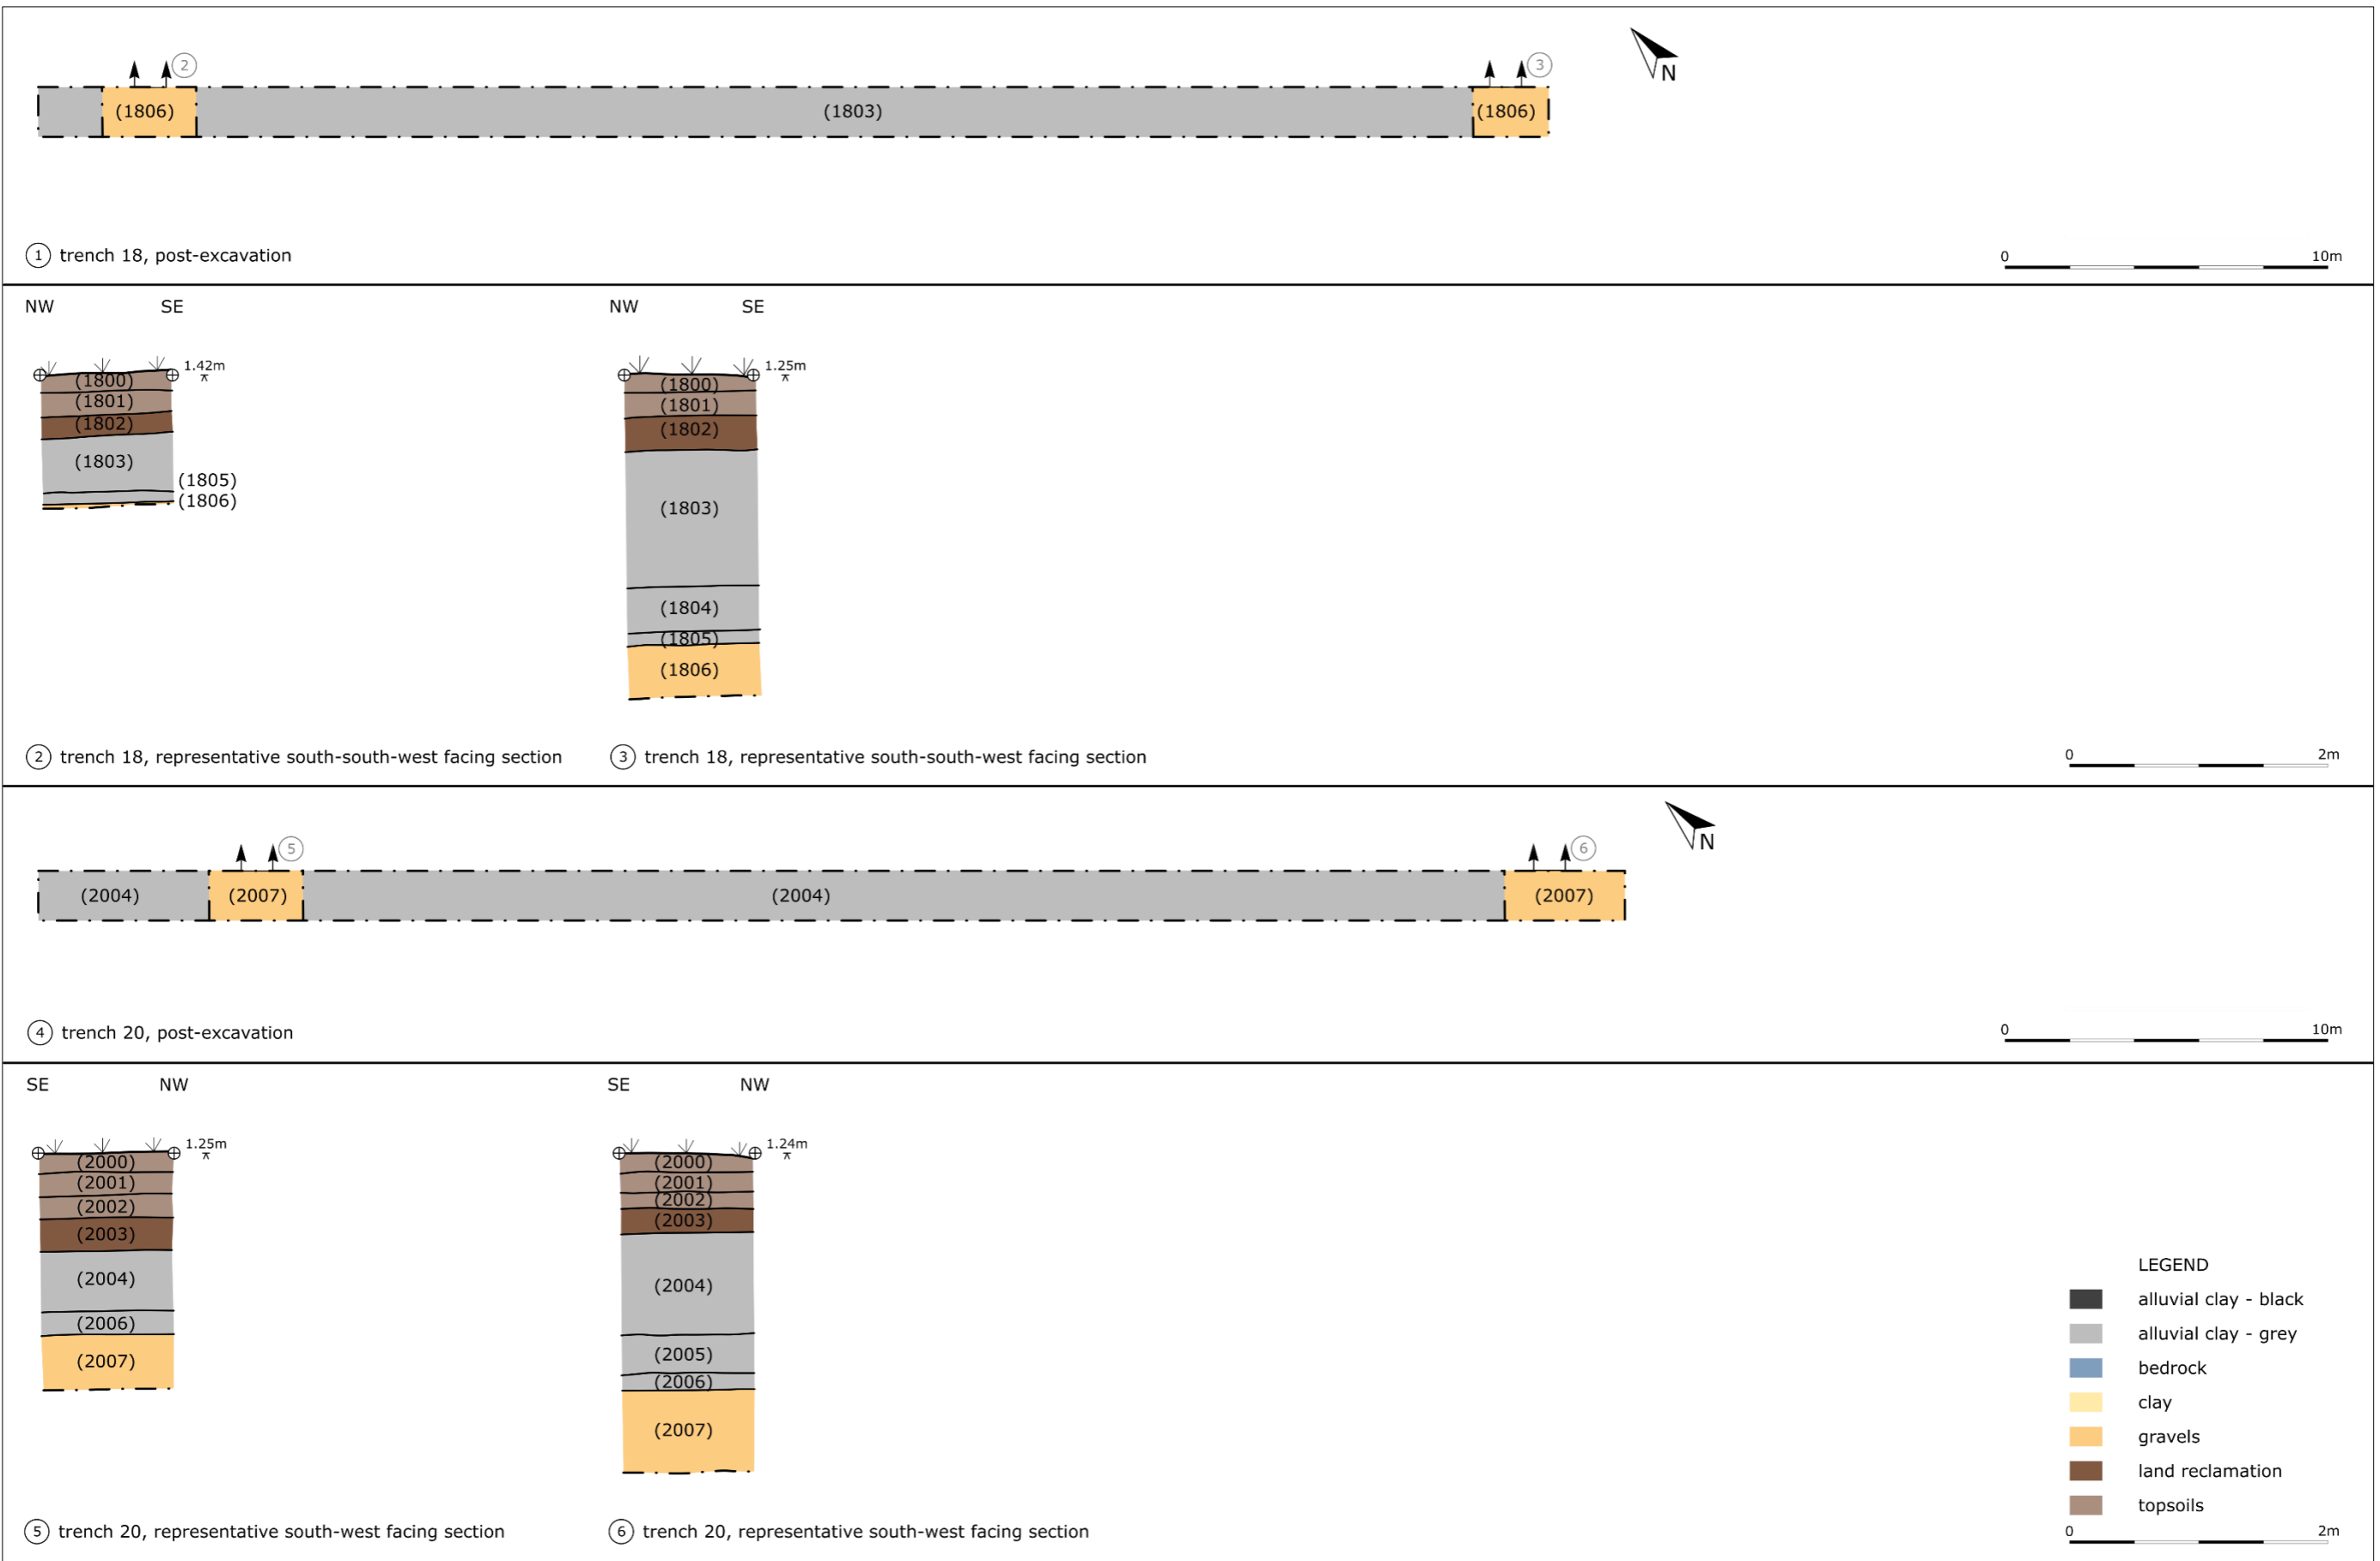 2
3
N
(1806)
(1803)
(1806)
1 trench 18, post-excavation
0 10m
NW SE
NW SE
1.42m
(1800)
(1801)
(1802)
(1803)
(1805)
(1806)
1.25m
(1800)
(1801)
(1802)
(1803)
(1804)
(1805)
(1806)
2 trench 18, representative south-south-west facing section
3 trench 18, representative south-south-west facing section
0 2m
5
6
N
(2004)
(2007)
(2004)
(2007)
4 trench 20, post-excavation
0 10m
SE NW
SE NW
1.25m
(2000)
(2001)
(2002)
(2003)
(2004)
(2006)
(2007)
1.24m
(2000)
(2001)
(2002)
(2003)
(2004)
(2005)
(2006)
(2007)
LEGEND
alluvial clay - black
alluvial clay - grey
bedrock
clay
gravels
land reclamation
topsoils
5 trench 20, representative south-west facing section
6 trench 20, representative south-west facing section
0 2m